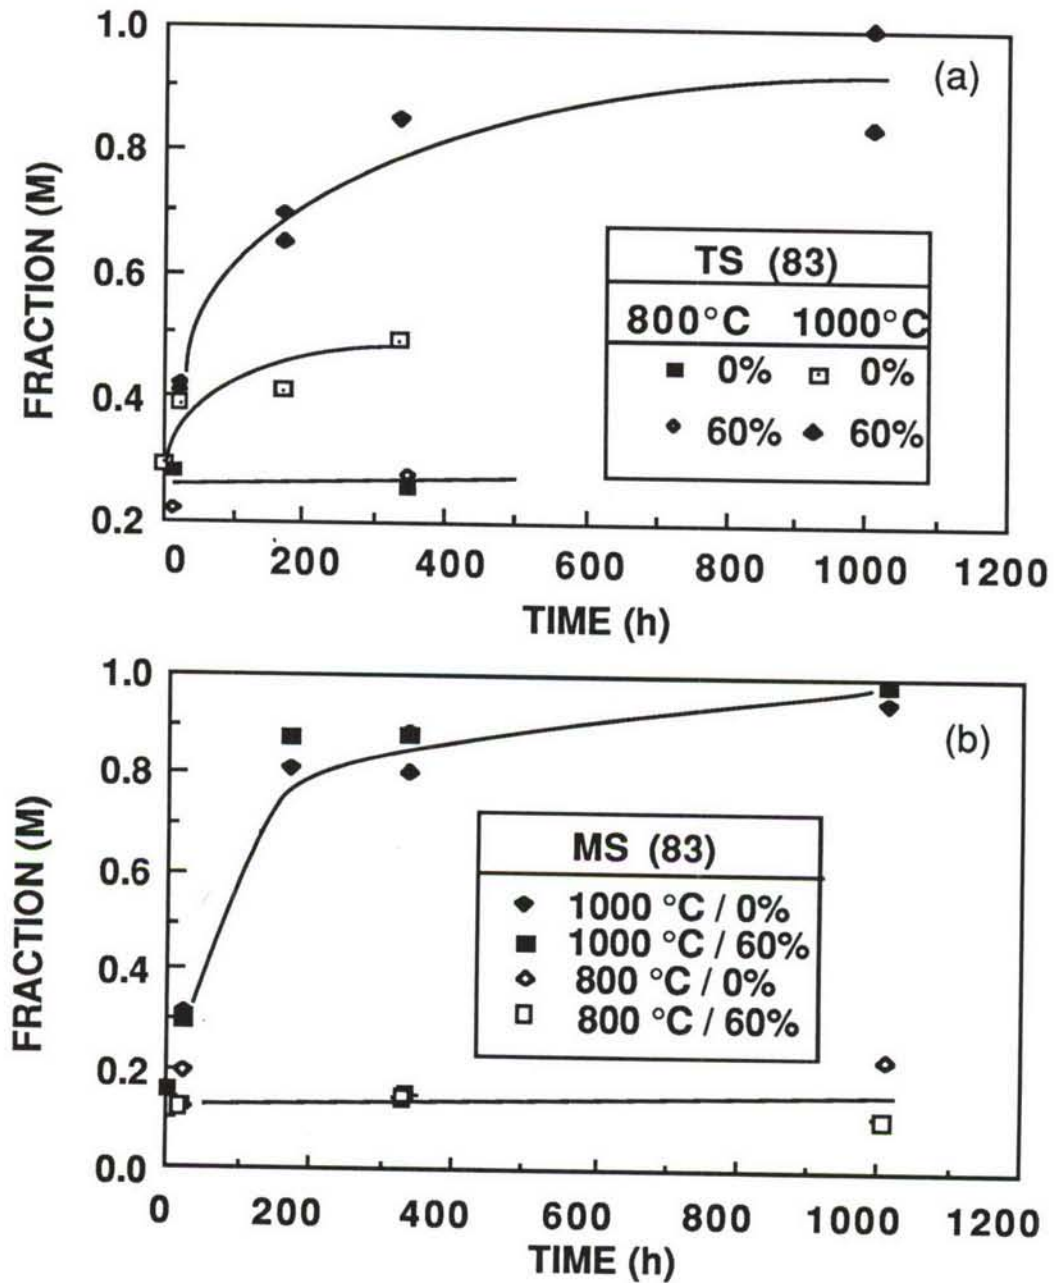 1.0
0.8
0.6
0.4
0.2
FRACTION (M)
(a)
TS (83)
800°C 1000°C
0% 0%
60% 60%
0 200 400 600 800 1000 1200
TIME (h)
1.0
0.8
0.6
0.4
0.2
0.0
FRACTION (M)
(b)
MS (83)
1000 °C / 0%
1000 °C / 60%
800 °C / 0%
800 °C / 60%
0 200 400 600 800 1000 1200
TIME (h)